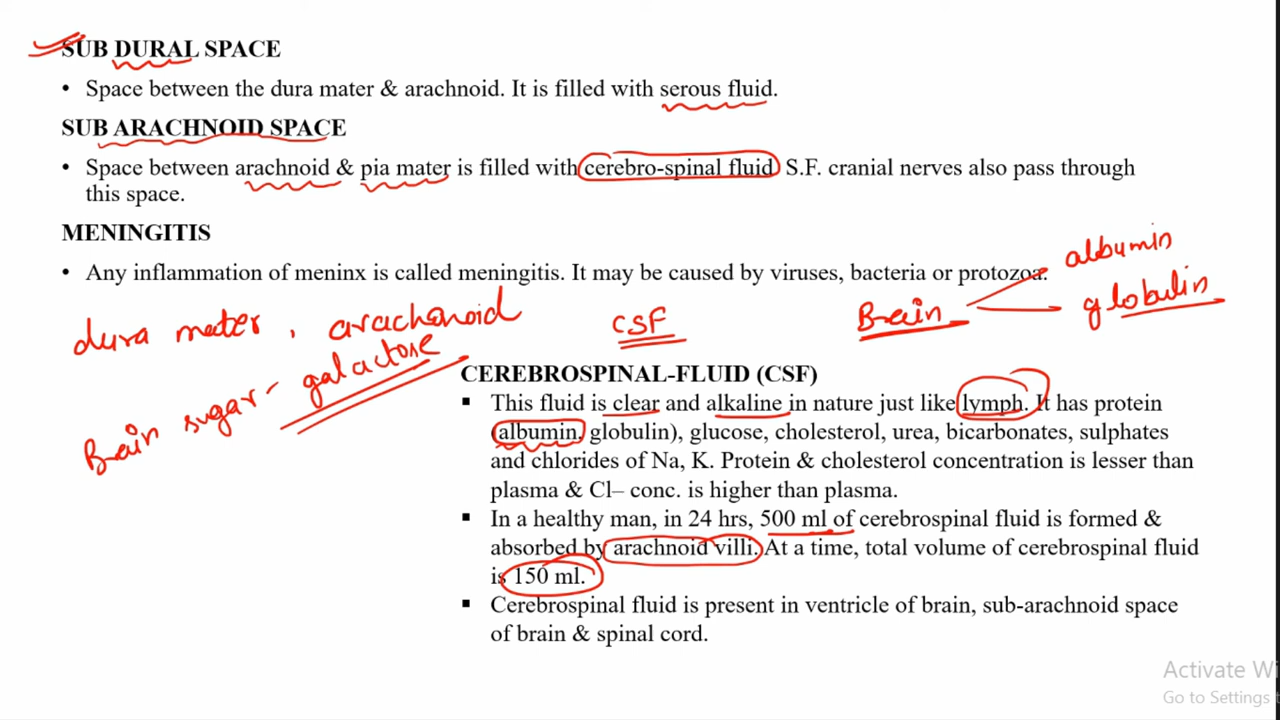 SUB DURAL SPACE
• Space between the dura mater & arachnoid. It is filled with serous fluid.
SUB ARACHNOID SPACE
• Space between arachnoid & pia mater is filled with cerebro-spinal fluid S.F. cranial nerves also pass through
this space.
MENINGITIS
• Any inflammation of meninx is called meningitis. It may be caused by viruses, bacteria or protozoa.
albumin
Brain
globulin
dura mater, arachonoid
CSF
Brain sugar - galactose
CEREBROSPINAL-FLUID (CSF)
▪ This fluid is clear and alkaline in nature just like lymph. It has protein
(albumin, globulin), glucose, cholesterol, urea, bicarbonates, sulphates
and chlorides of Na, K. Protein & cholesterol concentration is lesser than
plasma & Cl– conc. is higher than plasma.
▪ In a healthy man, in 24 hrs, 500 ml of cerebrospinal fluid is formed &
absorbed by arachnoid villi. At a time, total volume of cerebrospinal fluid
is 150 ml.
▪ Cerebrospinal fluid is present in ventricle of brain, sub-arachnoid space
of brain & spinal cord.
Activate Wi
Go to Settings t